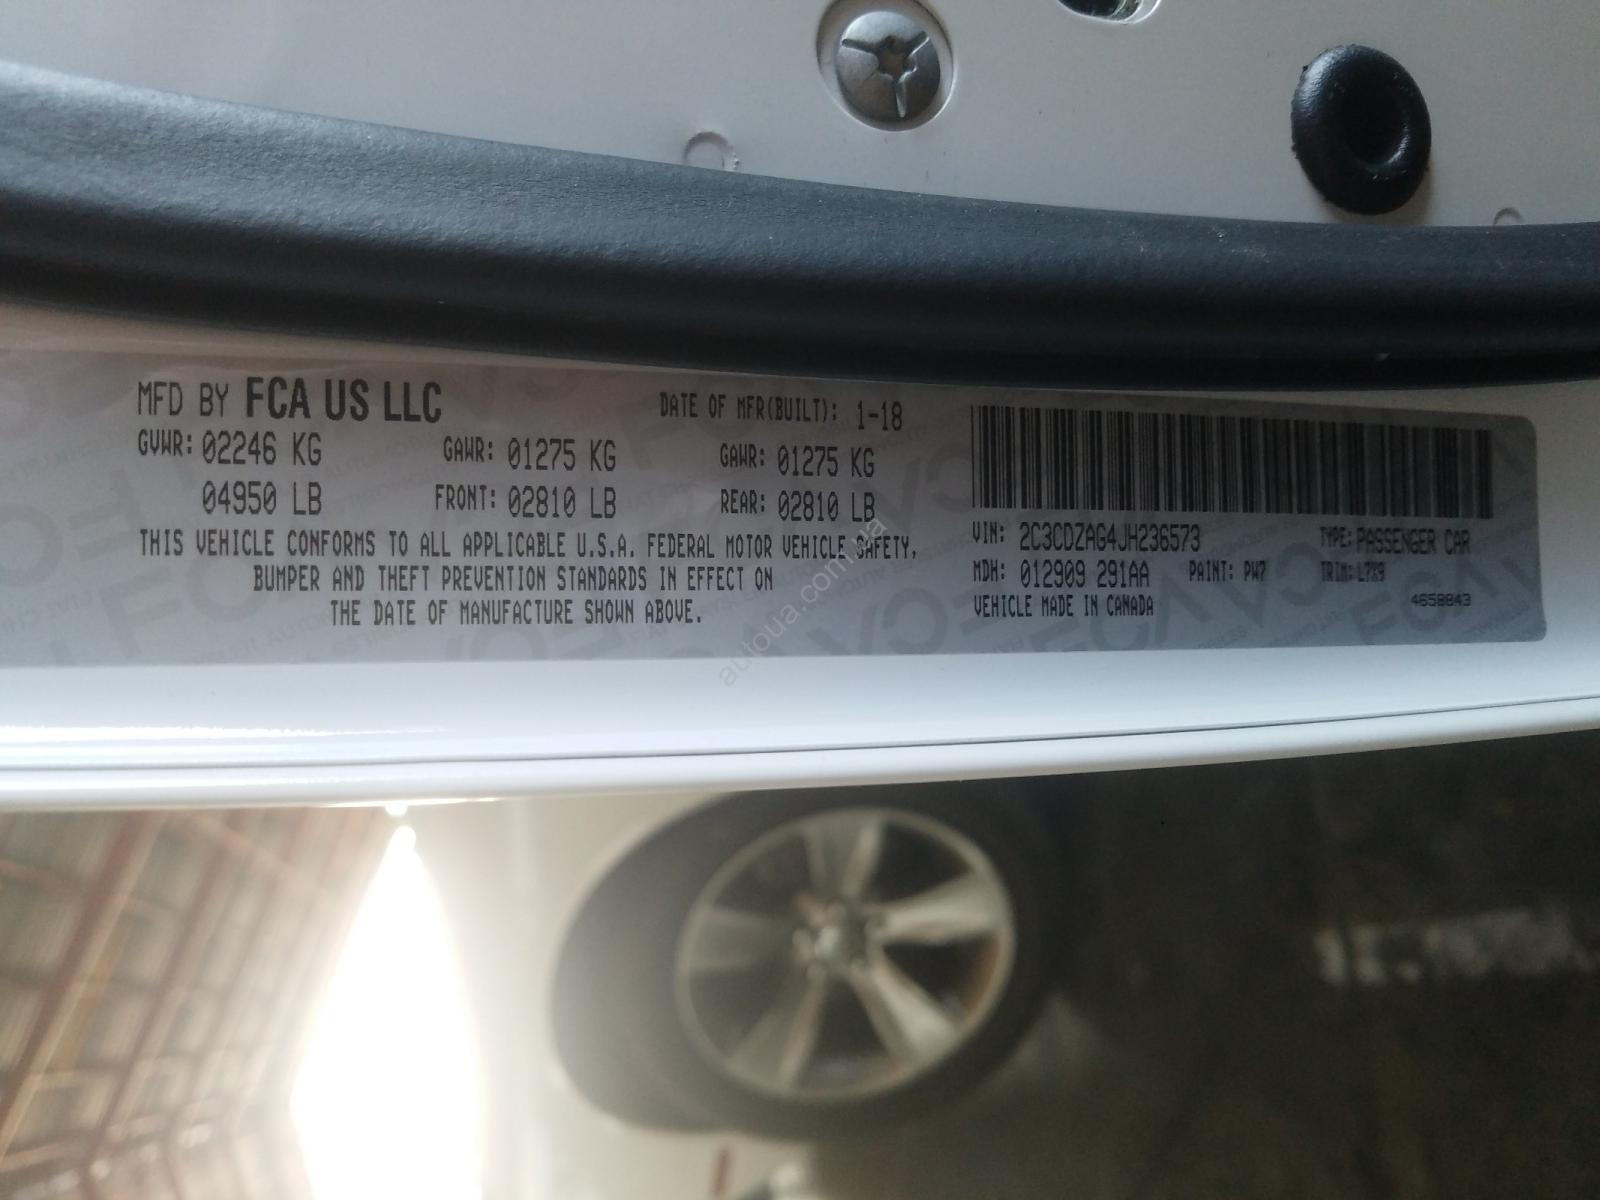 MFD BY FCA US LLC DATE OF MFR(BUILT): 1-18
GVWR: 02246 KG GAWR: 01275 KG GAWR: 01275 KG
04950 LB FRONT: 02810 LB REAR: 02810 LB
THIS VEHICLE CONFORMS TO ALL APPLICABLE U.S.A. FEDERAL MOTOR VEHICLE SAFETY,
BUMPER AND THEFT PREVENTION STANDARDS IN EFFECT ON
THE DATE OF MANUFACTURE SHOWN ABOVE.
VIN: 2C3CDZAG4JH236573 TYPE: PASSENGER CAR
MDH: 012909 291AA PAINT: PW7 TRIM: L7X9
VEHICLE MADE IN CANADA 4658843
autoua.com.ua